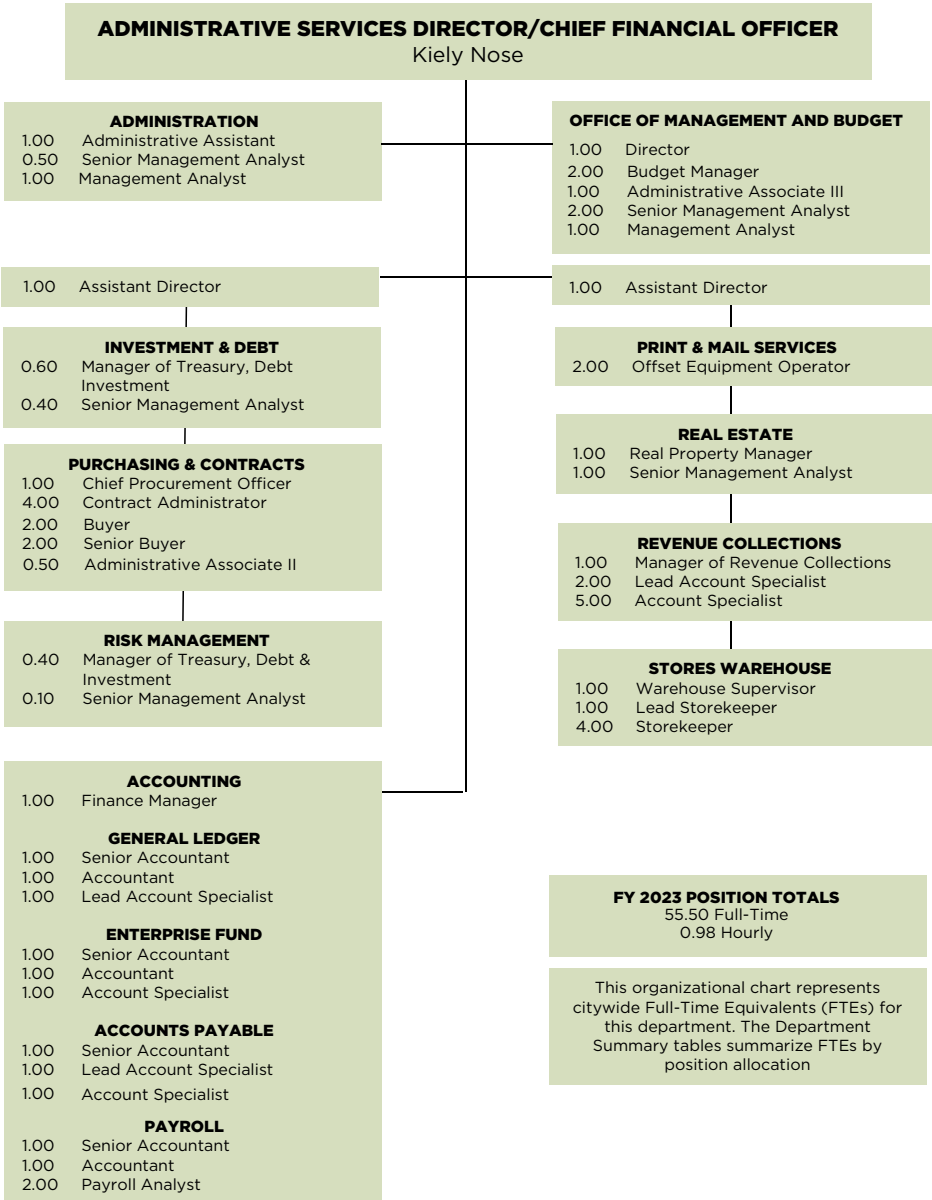 ADMINISTRATIVE SERVICES DIRECTOR/CHIEF FINANCIAL OFFICER
Kiely Nose
ADMINISTRATION
1.00 Administrative Assistant
0.50 Senior Management Analyst
1.00 Management Analyst
OFFICE OF MANAGEMENT AND BUDGET
1.00 Director
2.00 Budget Manager
1.00 Administrative Associate III
2.00 Senior Management Analyst
1.00 Management Analyst
1.00 Assistant Director
INVESTMENT & DEBT
0.60 Manager of Treasury, Debt
Investment
0.40 Senior Management Analyst
PURCHASING & CONTRACTS
1.00 Chief Procurement Officer
4.00 Contract Administrator
2.00 Buyer
2.00 Senior Buyer
0.50 Administrative Associate II
RISK MANAGEMENT
0.40 Manager of Treasury, Debt &
Investment
0.10 Senior Management Analyst
1.00 Assistant Director
PRINT & MAIL SERVICES
2.00 Offset Equipment Operator
REAL ESTATE
1.00 Real Property Manager
1.00 Senior Management Analyst
REVENUE COLLECTIONS
1.00 Manager of Revenue Collections
2.00 Lead Account Specialist
5.00 Account Specialist
STORES WAREHOUSE
1.00 Warehouse Supervisor
1.00 Lead Storekeeper
4.00 Storekeeper
ACCOUNTING
1.00 Finance Manager
GENERAL LEDGER
1.00 Senior Accountant
1.00 Accountant
1.00 Lead Account Specialist
ENTERPRISE FUND
1.00 Senior Accountant
1.00 Accountant
1.00 Account Specialist
ACCOUNTS PAYABLE
1.00 Senior Accountant
1.00 Lead Account Specialist
1.00 Account Specialist
PAYROLL
1.00 Senior Accountant
1.00 Accountant
2.00 Payroll Analyst
FY 2023 POSITION TOTALS
55.50 Full-Time
0.98 Hourly
This organizational chart represents
citywide Full-Time Equivalents (FTEs) for
this department. The Department
Summary tables summarize FTEs by
position allocation